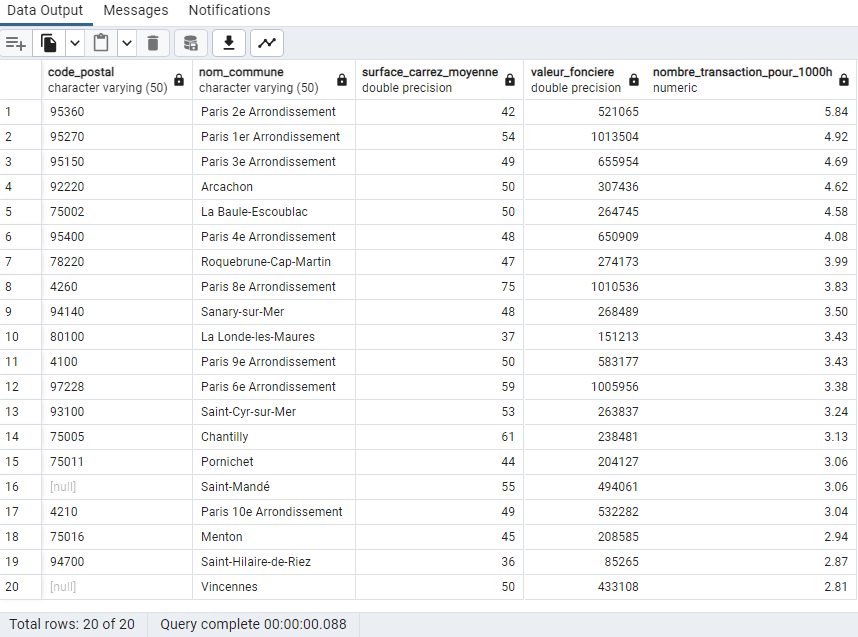 Data Output Messages Notifications
code_postal nom_commune surface_carrez_moyenne valeur_fonciere nombre_transaction_pour_1000h
character varying (50) character varying (50) double precision double precision numeric
1 95360 Paris 2e Arrondissement 42 521065 5.84
2 95270 Paris 1er Arrondissement 54 1013504 4.92
3 95150 Paris 3e Arrondissement 49 655954 4.69
4 92220 Arcachon 50 307436 4.62
5 75002 La Baule-Escoublac 50 264745 4.58
6 95400 Paris 4e Arrondissement 48 650909 4.08
7 78220 Roquebrune-Cap-Martin 47 274173 3.99
8 4260 Paris 8e Arrondissement 75 1010536 3.83
9 94140 Sanary-sur-Mer 48 268489 3.50
10 80100 La Londe-les-Maures 37 151213 3.43
11 4100 Paris 9e Arrondissement 50 583177 3.43
12 97228 Paris 6e Arrondissement 59 1005956 3.38
13 93100 Saint-Cyr-sur-Mer 53 263837 3.24
14 75005 Chantilly 61 238481 3.13
15 75011 Pornichet 44 204127 3.06
16 [null] Saint-Mandé 55 494061 3.06
17 4210 Paris 10e Arrondissement 49 532282 3.04
18 75016 Menton 45 208585 2.94
19 94700 Saint-Hilaire-de-Riez 36 85265 2.87
20 [null] Vincennes 50 433108 2.81
Total rows: 20 of 20 Query complete 00:00:00.088